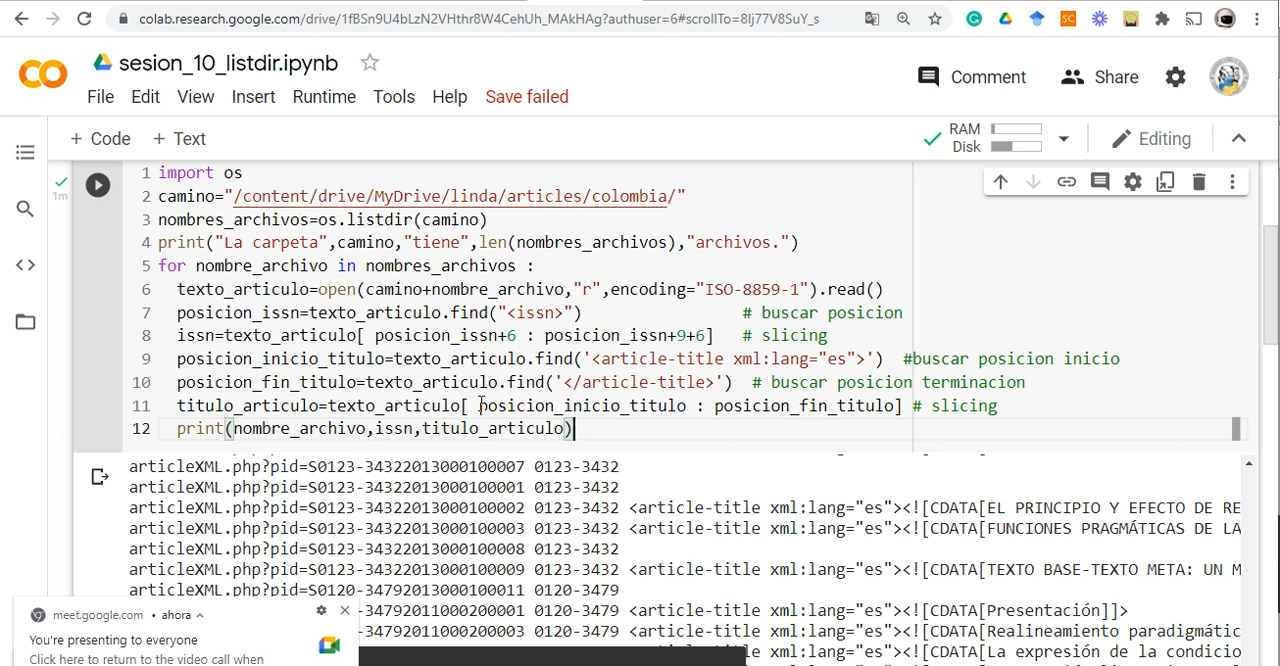 colab.research.google.com/drive/1fBSn9U4bLzN2VHthr8W4CehUh_MAkHAg?authuser=6#scrollTo=8Ij77V8SuY_s
sesion_10_listdir.ipynb
File Edit View Insert Runtime Tools Help Save failed
Comment Share
+ Code + Text
RAM
Disk
Editing
1m
1 import os
2 camino="/content/drive/MyDrive/linda/articles/colombia/"
3 nombres_archivos=os.listdir(camino)
4 print("La carpeta",camino,"tiene",len(nombres_archivos),"archivos.")
5 for nombre_archivo in nombres_archivos :
6 texto_articulo=open(camino+nombre_archivo,"r",encoding="ISO-8859-1").read()
7 posicion_issn=texto_articulo.find("<issn>") # buscar posicion
8 issn=texto_articulo[ posicion_issn+6 : posicion_issn+9+6] # slicing
9 posicion_inicio_titulo=texto_articulo.find('<article-title xml:lang="es">') #buscar posicion inicio
10 posicion_fin_titulo=texto_articulo.find('</article-title>') # buscar posicion terminacion
11 titulo_articulo=texto_articulo[ posicion_inicio_titulo : posicion_fin_titulo] # slicing
12 print(nombre_archivo,issn,titulo_articulo)
articleXML.php?pid=S0123-34322013000100007 0123-3432
articleXML.php?pid=S0123-34322013000100001 0123-3432
articleXML.php?pid=S0123-34322013000100002 0123-3432 <article-title xml:lang="es"><![CDATA[EL PRINCIPIO Y EFECTO DE RE
articleXML.php?pid=S0123-34322013000100003 0123-3432 <article-title xml:lang="es"><![CDATA[FUNCIONES PRAGMÁTICAS DE LA
articleXML.php?pid=S0123-34322013000100008 0123-3432
articleXML.php?pid=S0123-34322013000100009 0123-3432 <article-title xml:lang="es"><![CDATA[TEXTO BASE-TEXTO META: UN M
articleXML.php?pid=S0120-34792013000100011 0120-3479
-34792011000200001 0120-3479 <article-title xml:lang="es"><![CDATA[Presentación]]>
-34792011000200003 0120-3479 <article-title xml:lang="es"><![CDATA[Realineamiento paradigmátic
le-title xml:lang="es"><![CDATA[La expresión de la condicio
meet.google.com • ahora
You're presenting to everyone
Click here to return to the video call when